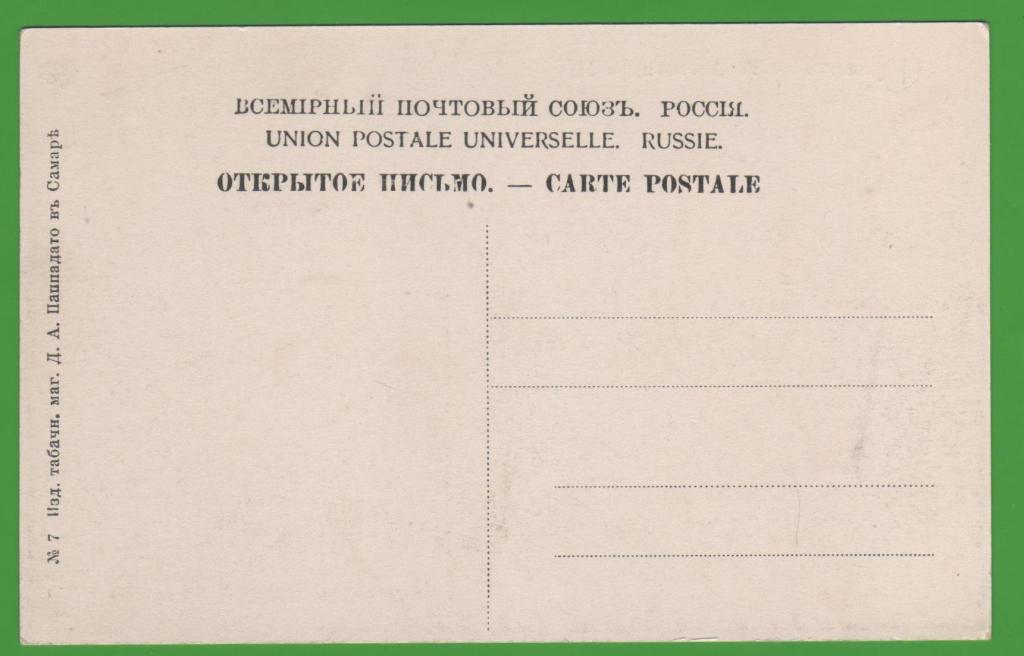 ВСЕМІРНЫЙ ПОЧТОВЫЙ СОЮЗЪ. РОССІЯ.
UNION POSTALE UNIVERSELLE. RUSSIE.
ОТКРЫТОЕ ПИСЬМО. — CARTE POSTALE
№ 7 Изд. табачн. маг. Д. А. Паппадато въ Самарѣ